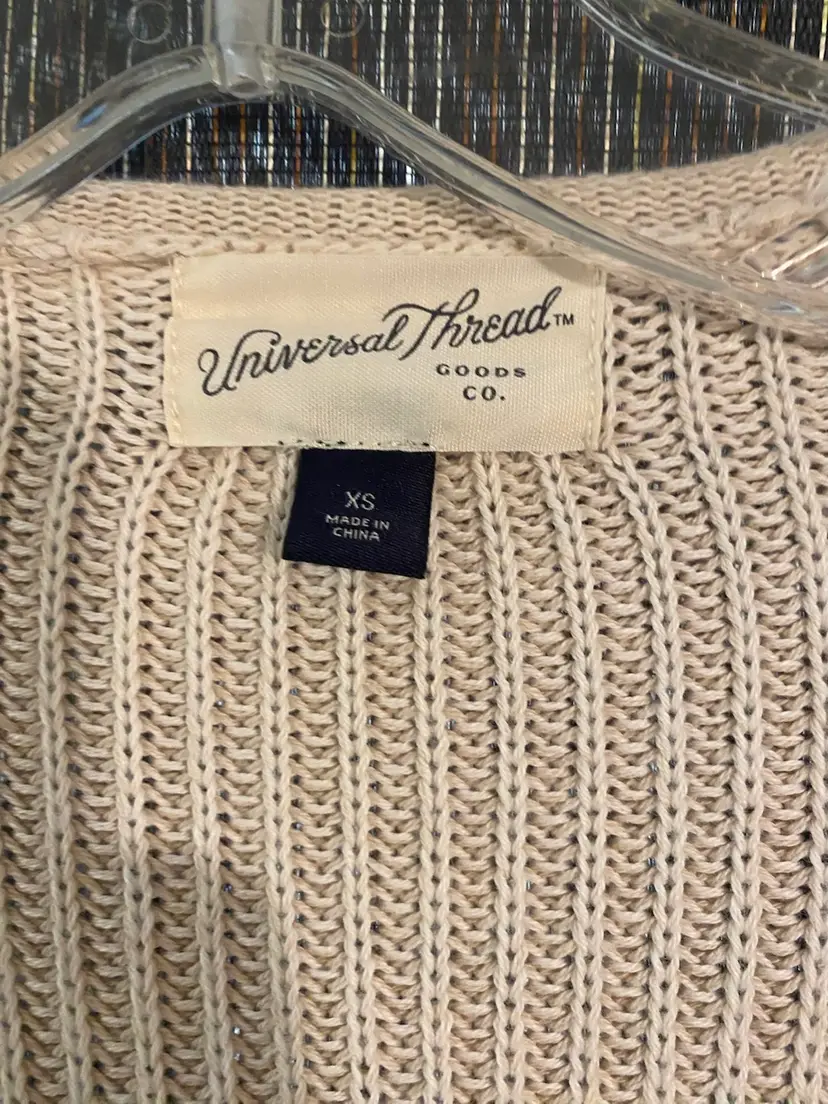 Universal Thread™
GOODS
CO.
XS
MADE IN
CHINA